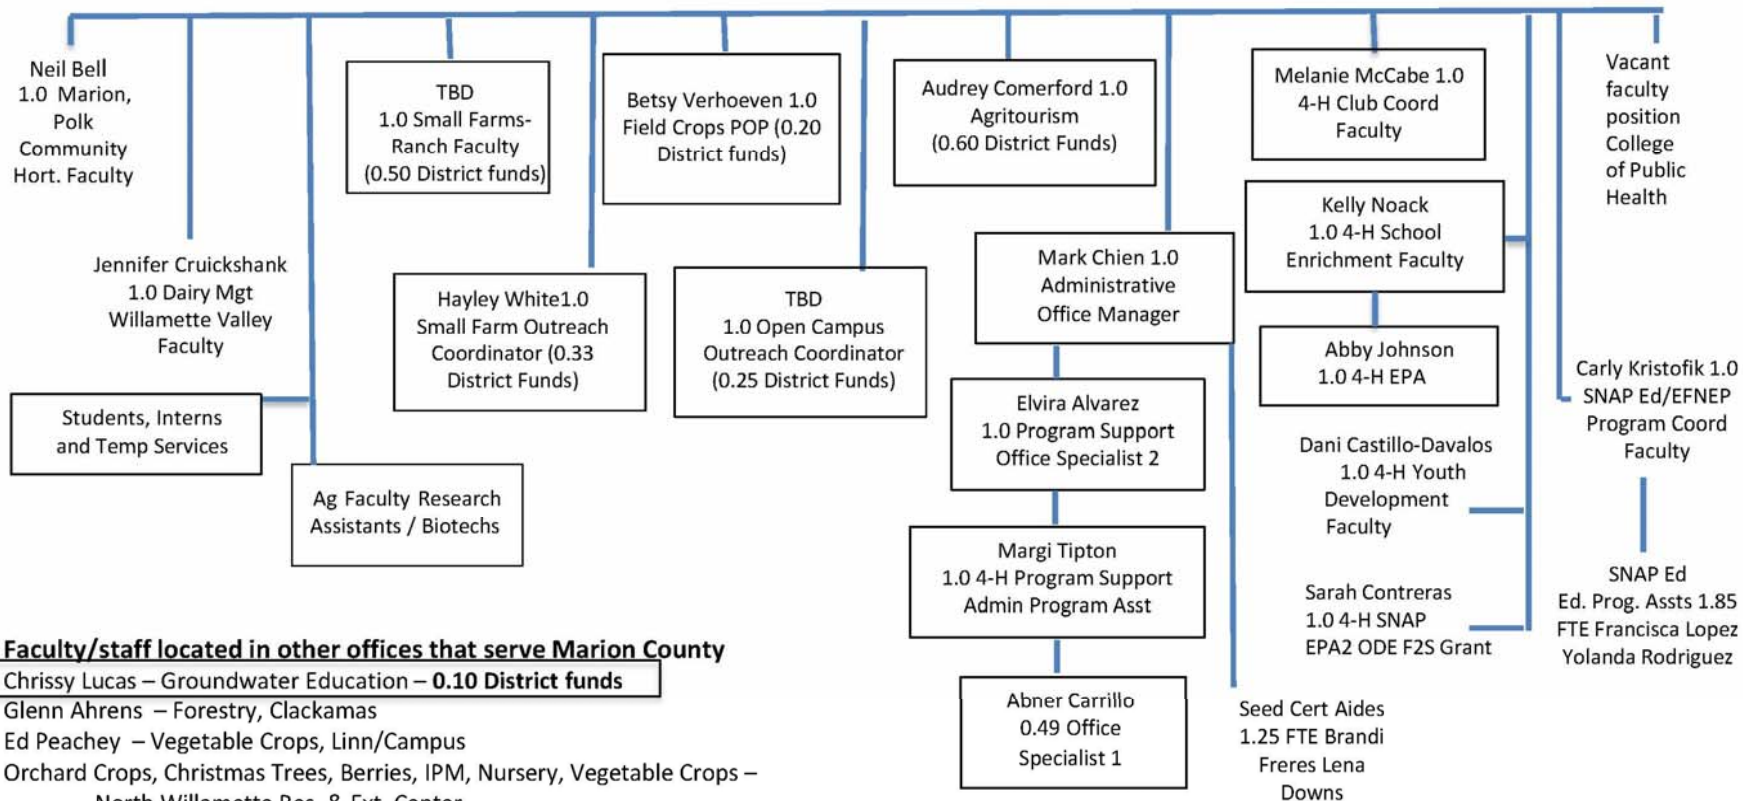 Neil Bell
1.0 Marion,
Polk
Community
Hort. Faculty
Jennifer Cruickshank
1.0 Dairy Mgt
Willamette Valley
Faculty
Students, Interns
and Temp Services
Ag Faculty Research
Assistants / Biotechs
TBD
1.0 Small Farms-
Ranch Faculty
(0.50 District funds)
Hayley White1.0
Small Farm Outreach
Coordinator (0.33
District Funds)
Betsy Verhoeven 1.0
Field Crops POP (0.20
District funds)
TBD
1.0 Open Campus
Outreach Coordinator
(0.25 District Funds)
Audrey Comerford 1.0
Agritourism
(0.60 District Funds)
Mark Chien 1.0
Administrative
Office Manager
Elvira Alvarez
1.0 Program Support
Office Specialist 2
Margi Tipton
1.0 4-H Program Support
Admin Program Asst
Abner Carrillo
0.49 Office
Specialist 1
Seed Cert Aides
1.25 FTE Brandi
Freres Lena
Downs
Melanie McCabe 1.0
4-H Club Coord
Faculty
Kelly Noack
1.0 4-H School
Enrichment Faculty
Abby Johnson
1.0 4-H EPA
Dani Castillo-Davalos
1.0 4-H Youth
Development
Faculty
Sarah Contreras
1.0 4-H SNAP
EPA2 ODE F2S Grant
Carly Kristofik 1.0
SNAP Ed/EFNEP
Program Coord
Faculty
SNAP Ed
Ed. Prog. Assts 1.85
FTE Francisca Lopez
Yolanda Rodriguez
Vacant
faculty
position
College
of Public
Health
Faculty/staff located in other offices that serve Marion County
Chrissy Lucas – Groundwater Education – 0.10 District funds
Glenn Ahrens – Forestry, Clackamas
Ed Peachey – Vegetable Crops, Linn/Campus
Orchard Crops, Christmas Trees, Berries, IPM, Nursery, Vegetable Crops –
North Willamette Res. & Ext. Center